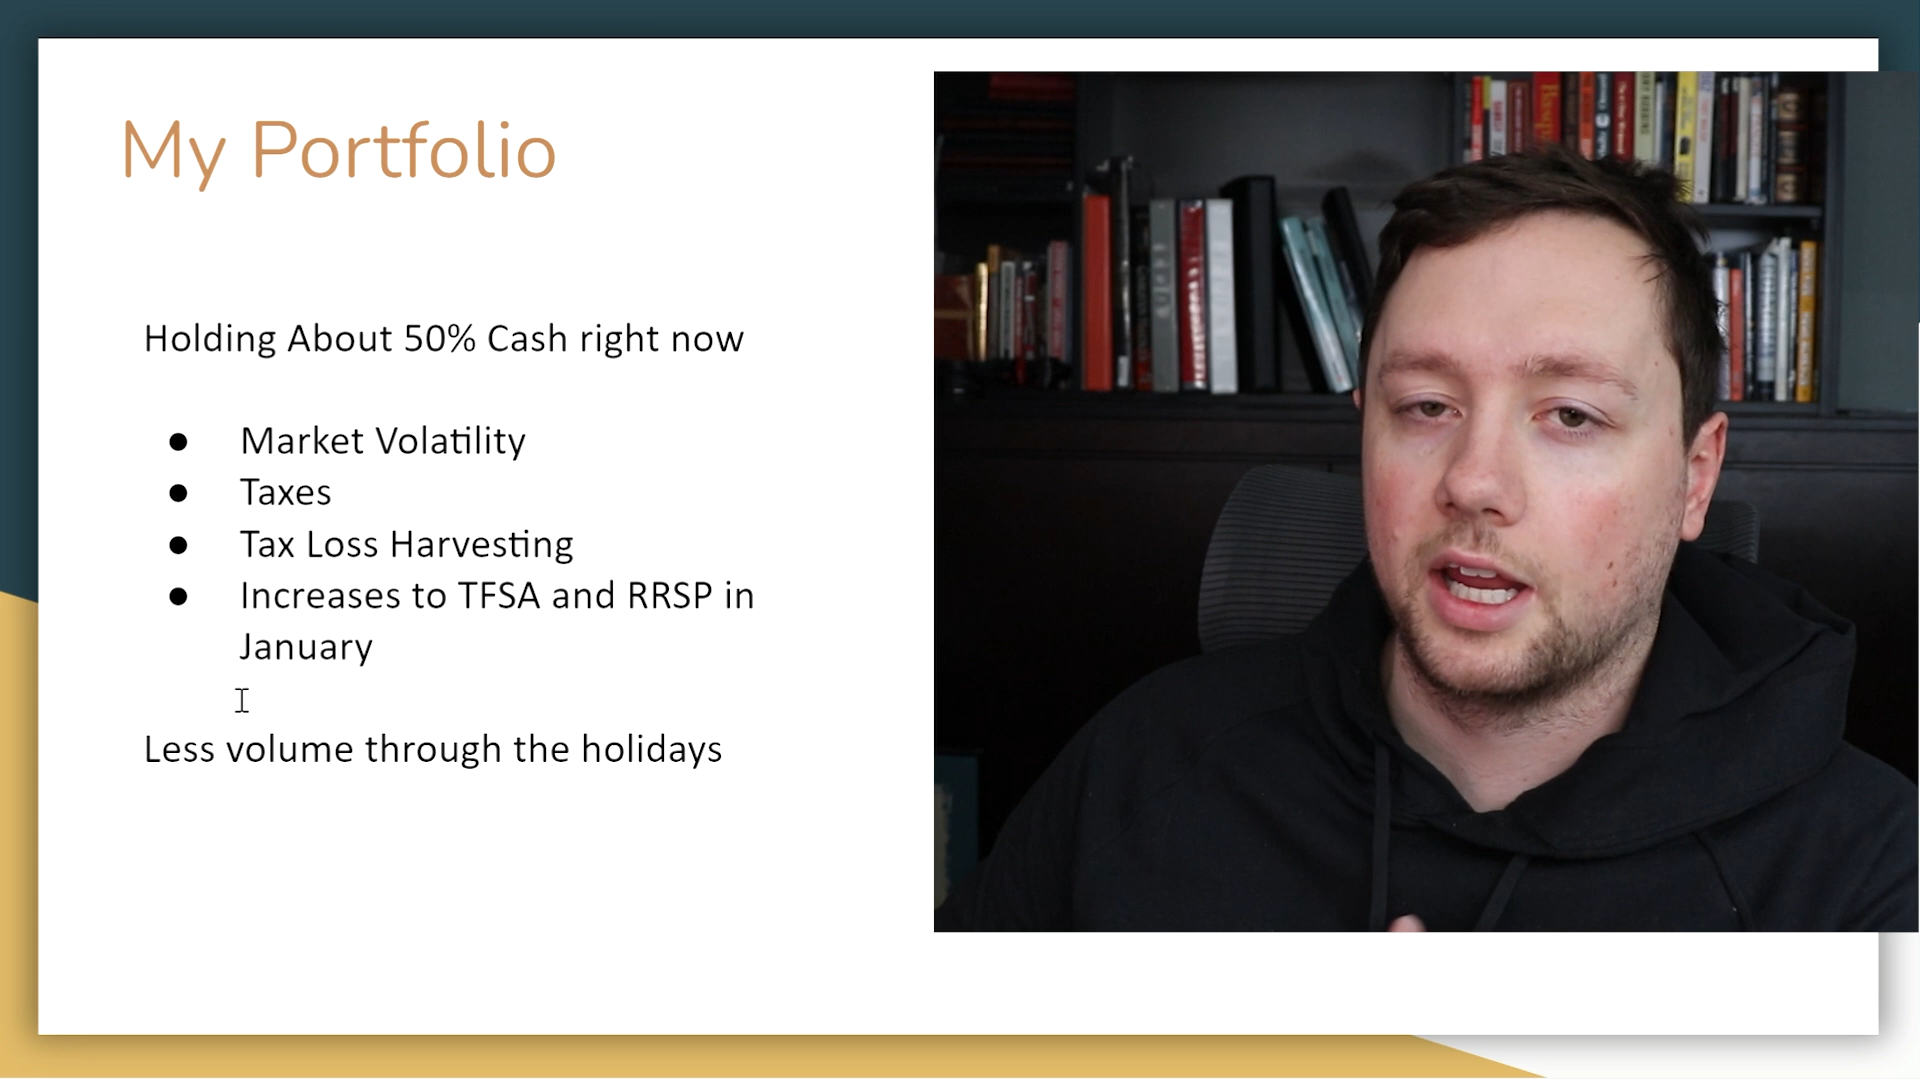 My Portfolio
Holding About 50% Cash right now
● Market Volatility
● Taxes
● Tax Loss Harvesting
● Increases to TFSA and RRSP in
January
Less volume through the holidays